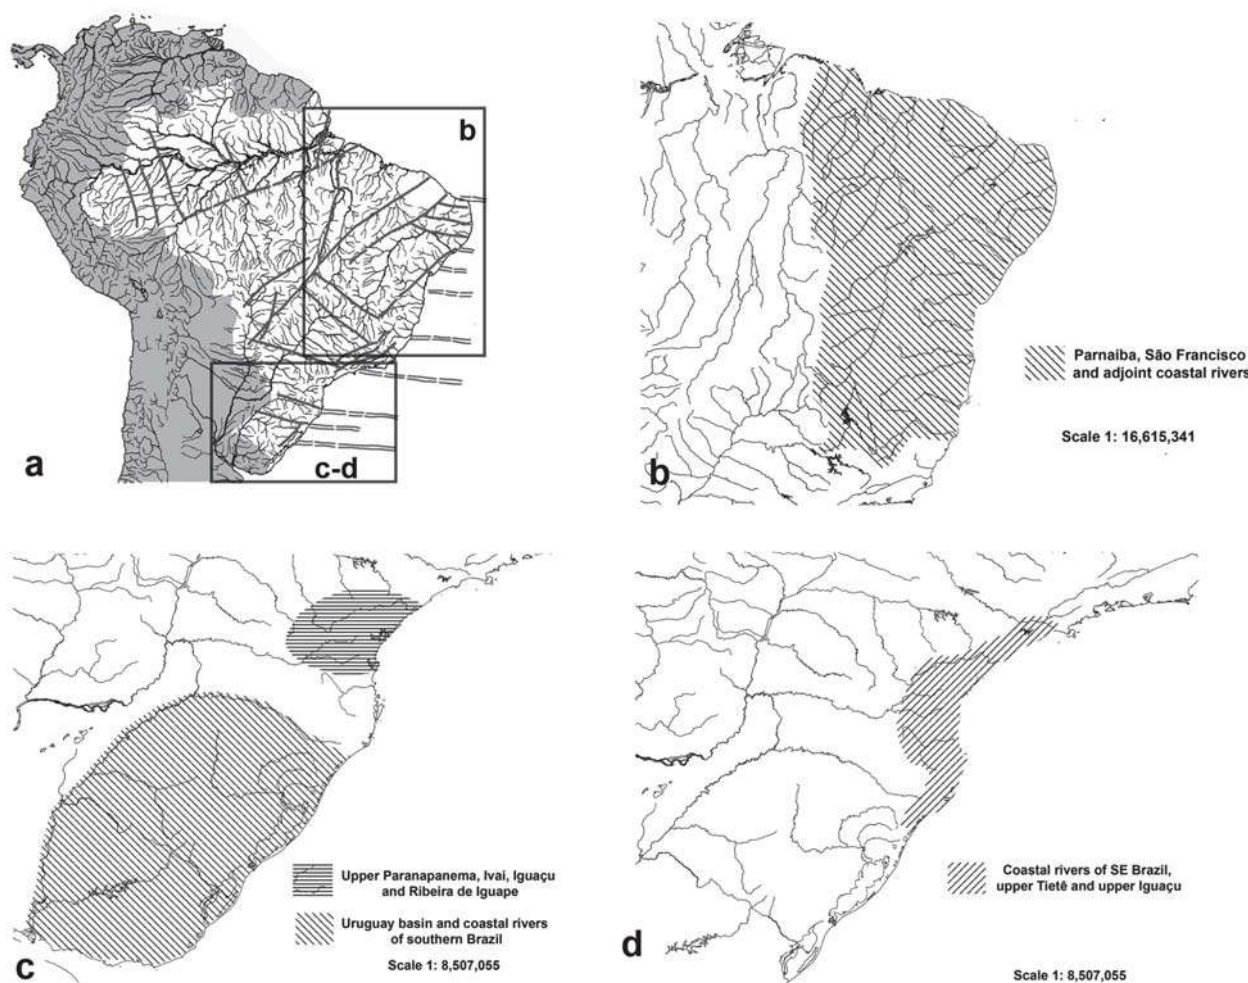 b
a
c-d
Parnaíba, São Francisco
and adjoint coastal rivers
Scale 1: 16,615,341
b
Upper Paranapanema, Ivaí, Iguaçu
and Ribeira de Iguape
Uruguay basin and coastal rivers
of southern Brazil
Scale 1: 8,507,055
c
Coastal rivers of SE Brazil,
upper Tietê and upper Iguaçu
d
Scale 1: 8,507,055